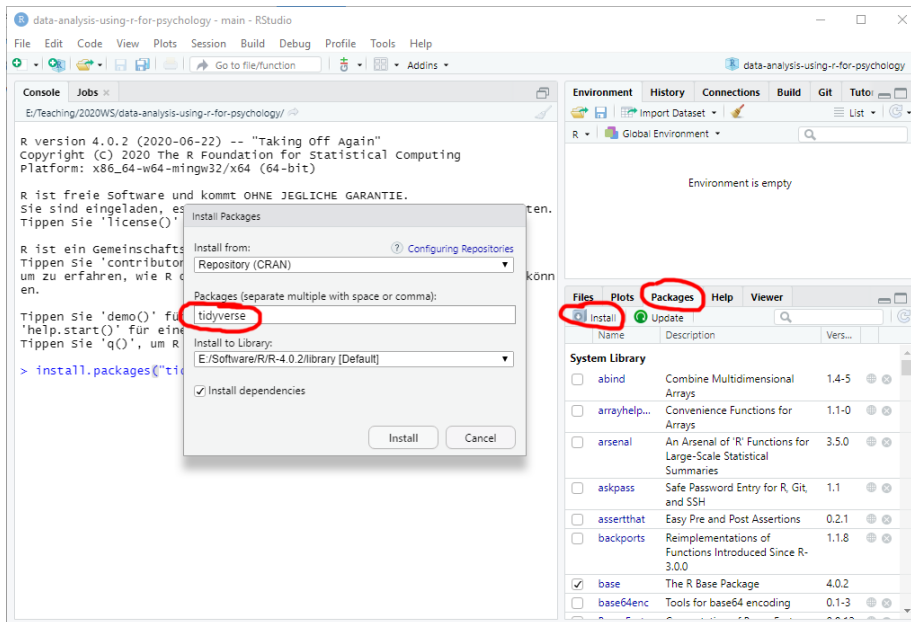 data-analysis-using-r-for-psychology - main - RStudio
File Edit Code View Plots Session Build Debug Profile Tools Help
Go to file/function Addins data-analysis-using-r-for-psychology
Console Jobs
E:/Teaching/2020WS/data-analysis-using-r-for-psychology/
R version 4.0.2 (2020-06-22) -- "Taking Off Again"
Copyright (C) 2020 The R Foundation for Statistical Computing
Platform: x86_64-w64-mingw32/x64 (64-bit)
R ist freie Software und kommt OHNE JEGLICHE GARANTIE.
Sie sind eingeladen, es ten.
Tippen Sie 'license()'
R ist ein Gemeinschafts
Tippen Sie 'contributor
um zu erfahren, wie R könn
en.
Tippen Sie 'demo()' fü
'help.start()' für eine
Tippen Sie 'q()', um R
> install.packages("tid
Install Packages
Install from: ? Configuring Repositories
Repository (CRAN)
Packages (separate multiple with space or comma):
tidyverse
Install to Library:
E:/Software/R/R-4.0.2/library [Default]
Install dependencies
Install Cancel
Environment History Connections Build Git Tuto
Import Dataset List
R Global Environment
Environment is empty
Files Plots Packages Help Viewer
Install Update
Name Description Vers...
System Library
abind Combine Multidimensional 1.4-5
Arrays
arrayhelp... Convenience Functions for 1.1-0
Arrays
arsenal An Arsenal of 'R' Functions for 3.5.0
Large-Scale Statistical
Summaries
askpass Safe Password Entry for R, Git, 1.1
and SSH
assertthat Easy Pre and Post Assertions 0.2.1
backports Reimplementations of 1.1.8
Functions Introduced Since R-
3.0.0
base The R Base Package 4.0.2
base64enc Tools for base64 encoding 0.1-3